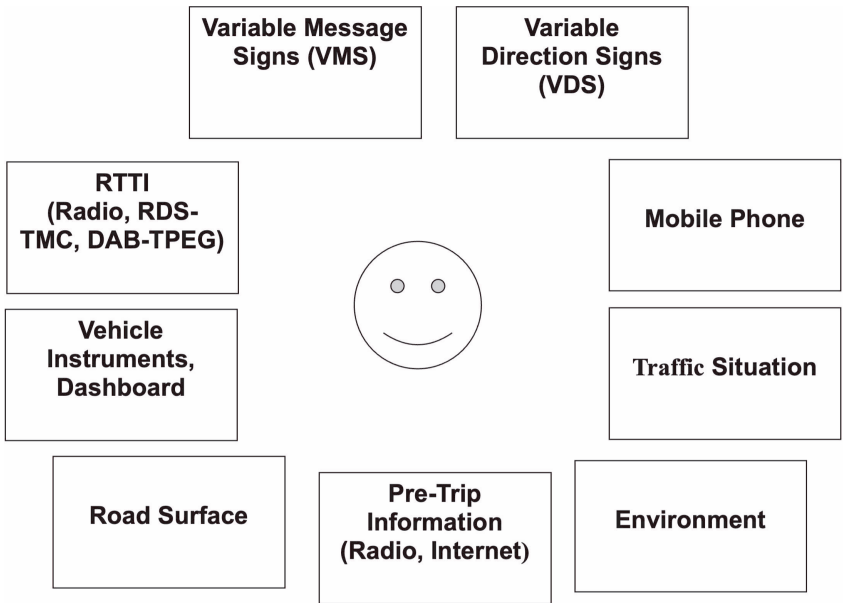 Variable Message
Signs (VMS)
Variable
Direction Signs
(VDS)
RTTI
(Radio, RDS-
TMC, DAB-TPEG)
Mobile Phone
Vehicle
Instruments,
Dashboard
Traffic Situation
Road Surface
Pre-Trip
Information
(Radio, Internet)
Environment